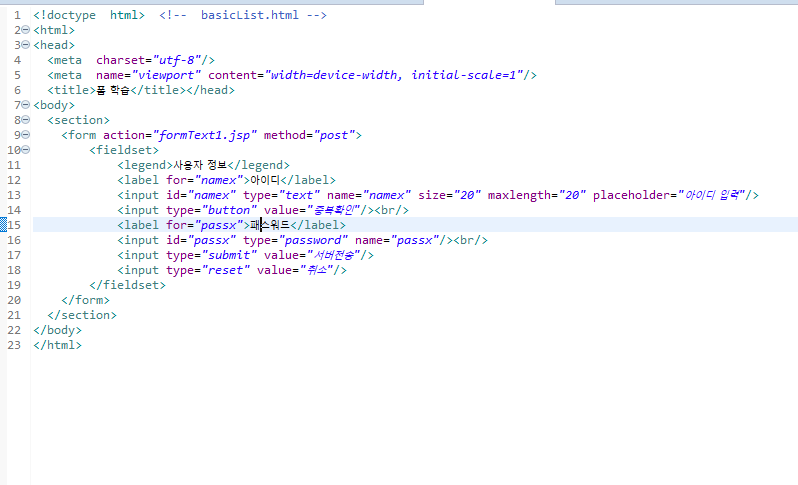 1 <!doctype  html>  <!--  basicList.html -->
2 <html>
3 <head>
4   <meta  charset="utf-8"/>
5   <meta  name="viewport" content="width=device-width, initial-scale=1"/>
6   <title>폼 학습</title></head>
7 <body>
8   <section>
9     <form action="formText1.jsp" method="post">
10         <fieldset>
11             <legend>사용자 정보</legend>
12             <label for="namex">아이디</label>
13             <input id="namex" type="text" name="namex" size="20" maxlength="20" placeholder="아이디 입력"/>
14             <input type="button" value="중복확인"/><br/>
15             <label for="passx">패스워드</label>
16             <input id="passx" type="password" name="passx"/><br/>
17             <input type="submit" value="서버전송"/>
18             <input type="reset" value="취소"/>
19         </fieldset>
20     </form>
21   </section>
22 </body>
23 </html>